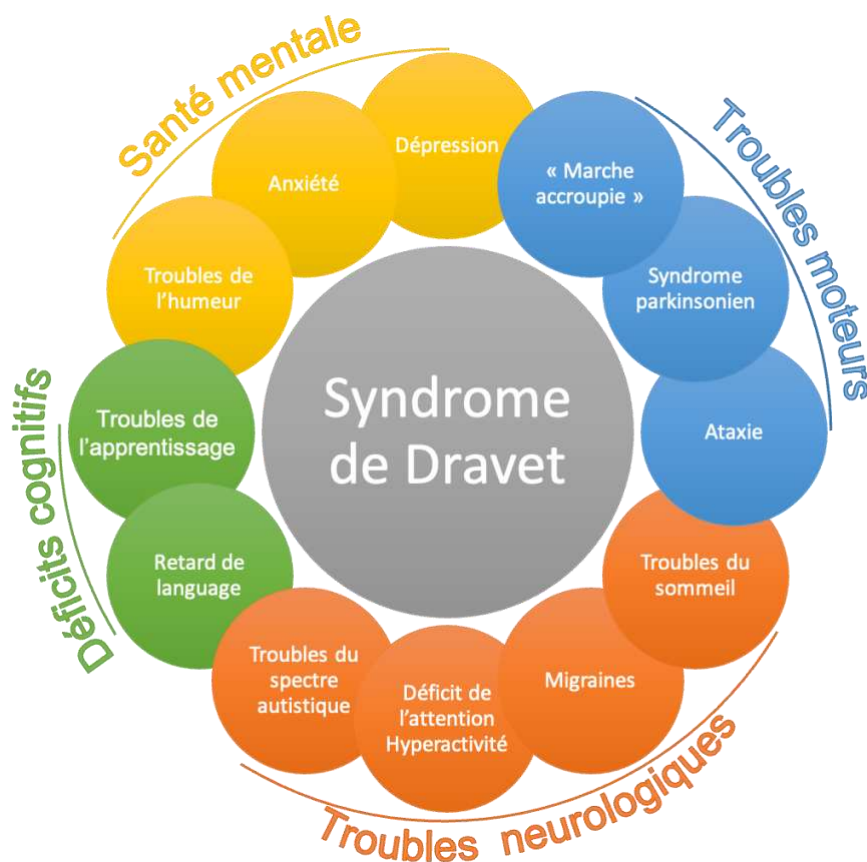 Santé mentale
Dépression
Anxiété
Troubles de
l'humeur
Troubles moteurs
« Marche
accroupie »
Syndrome
parkinsonien
Ataxie
Syndrome
de Dravet
Déficits cognitifs
Troubles de
l'apprentissage
Retard de
language
Troubles du
sommeil
Migraines
Déficit de
l'attention
Hyperactivité
Troubles du
spectre
autistique
Troubles neurologiques